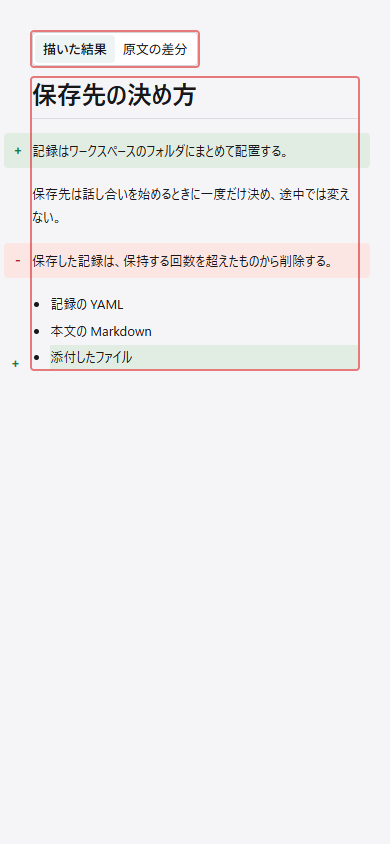 描いた結果 原文の差分
保存先の決め方
+ 記録はワークスペースのフォルダにまとめて配置する。
保存先は話し合いを始めるときに一度だけ決め、途中では変え
ない。
- 保存した記録は、保持する回数を超えたものから削除する。
• 記録の YAML
• 本文の Markdown
+ • 添付したファイル